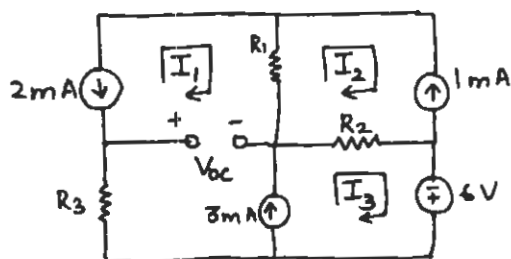 R1
I1
I2
2mA
1mA
+ -
R2
Voc
R3
3mA
I3
- +
6V